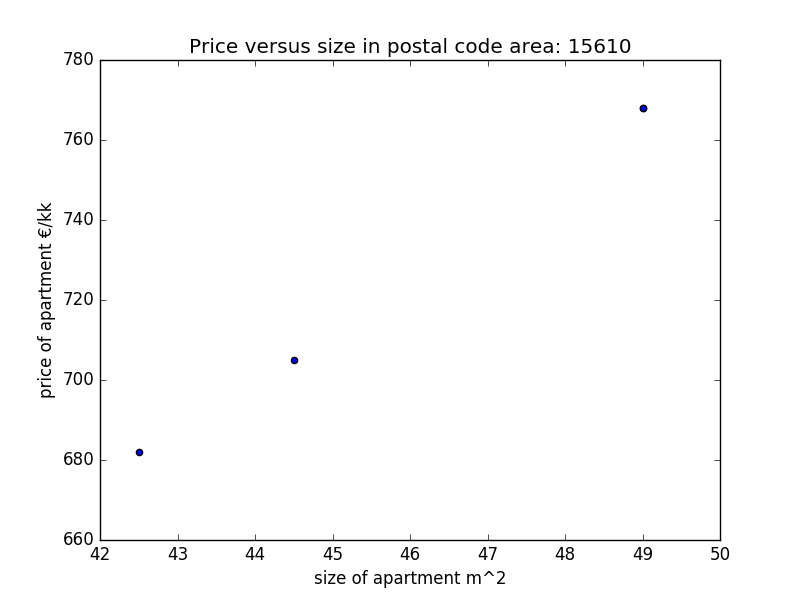 Price versus size in postal code area: 15610
780
760
740
720
700
680
660
price of apartment €/kk
42 43 44 45 46 47 48 49 50
size of apartment m^2